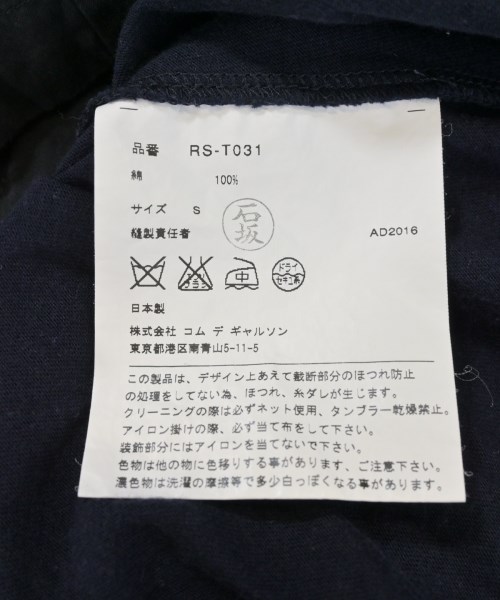 品番 RS-T031
綿 100%
サイズ S
石坂
縫製責任者 AD2016
エンソサラシ 中 ドライ セキユ系
日本製
株式会社 コム デ ギャルソン
東京都港区南青山5-11-5
この製品は、デザイン上あえて截断部分のほつれ防止
の処理をしてない為、ほつれ、糸ダレが生じます。
クリーニングの際は必ずネット使用、タンブラー乾燥禁止。
アイロン掛けの際、必ず当て布をして下さい。
装飾部分にはアイロンを当てないで下さい。
色物は他の物に色移りする事があります、ご注意下さい。
濃色物は洗濯の摩擦等で多少白っぽくなる事があります。